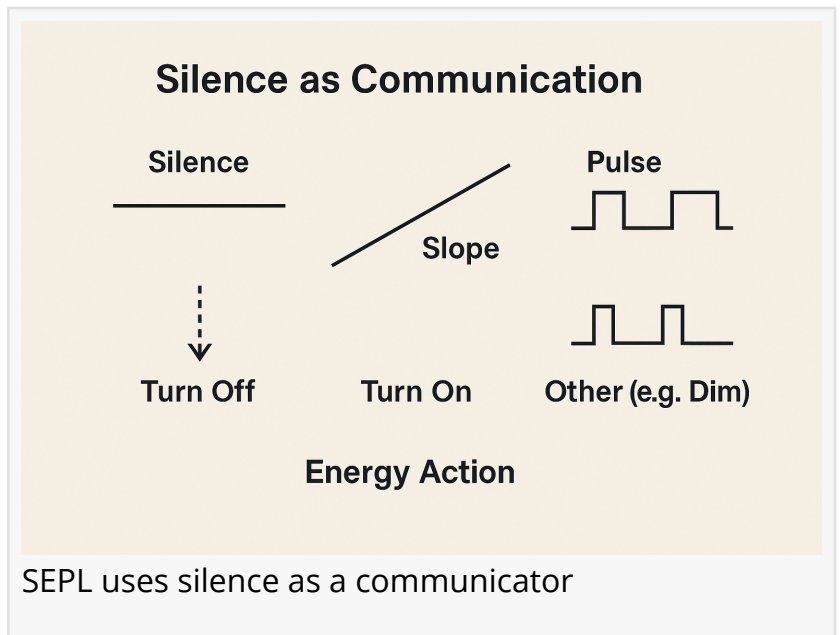 Silence as Communication
Silence
Slope
Pulse
Turn Off
Turn On
Other (e.g. Dim)
Energy Action
SEPL uses silence as a communicator